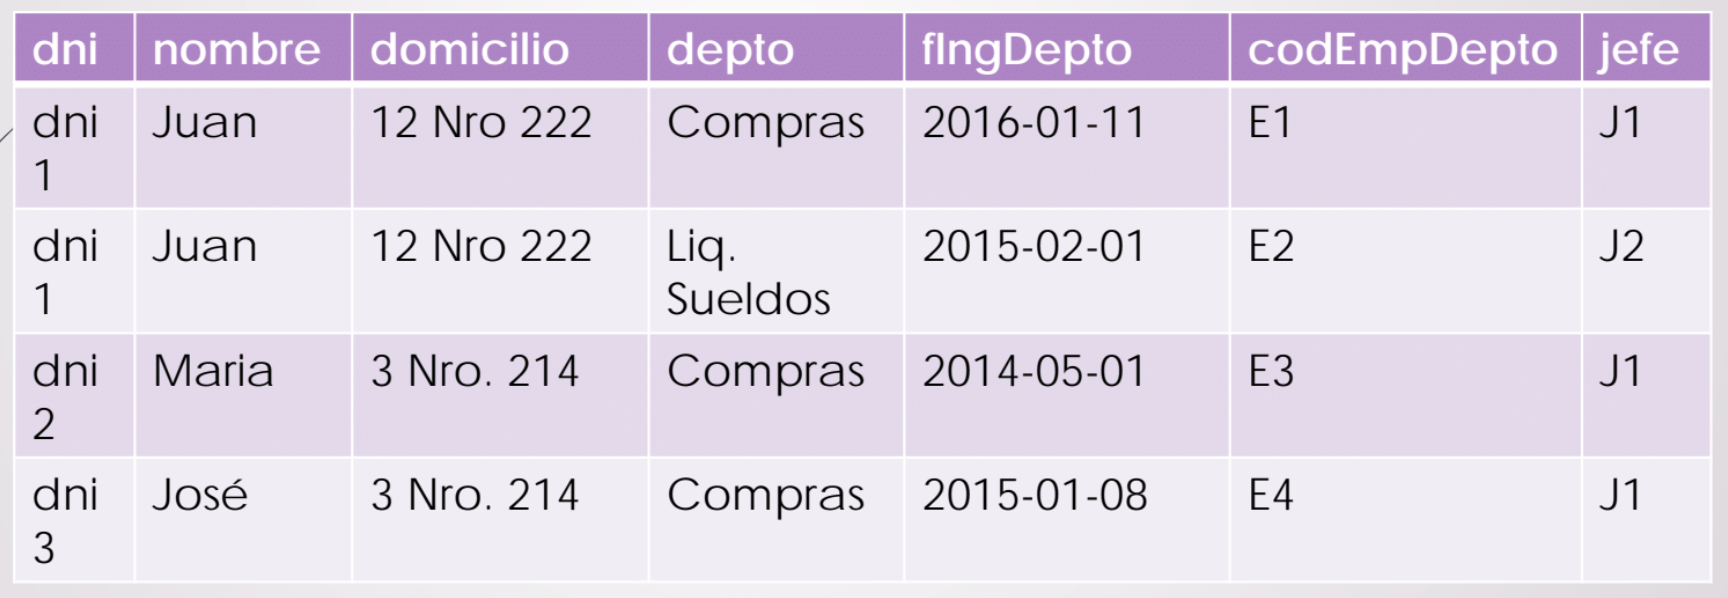 dni nombre domicilio depto fIngDepto codEmpDepto jefe
dni 1 Juan 12 Nro 222 Compras 2016-01-11 E1 J1
dni 1 Juan 12 Nro 222 Liq. Sueldos 2015-02-01 E2 J2
dni 2 Maria 3 Nro. 214 Compras 2014-05-01 E3 J1
dni 3 José 3 Nro. 214 Compras 2015-01-08 E4 J1